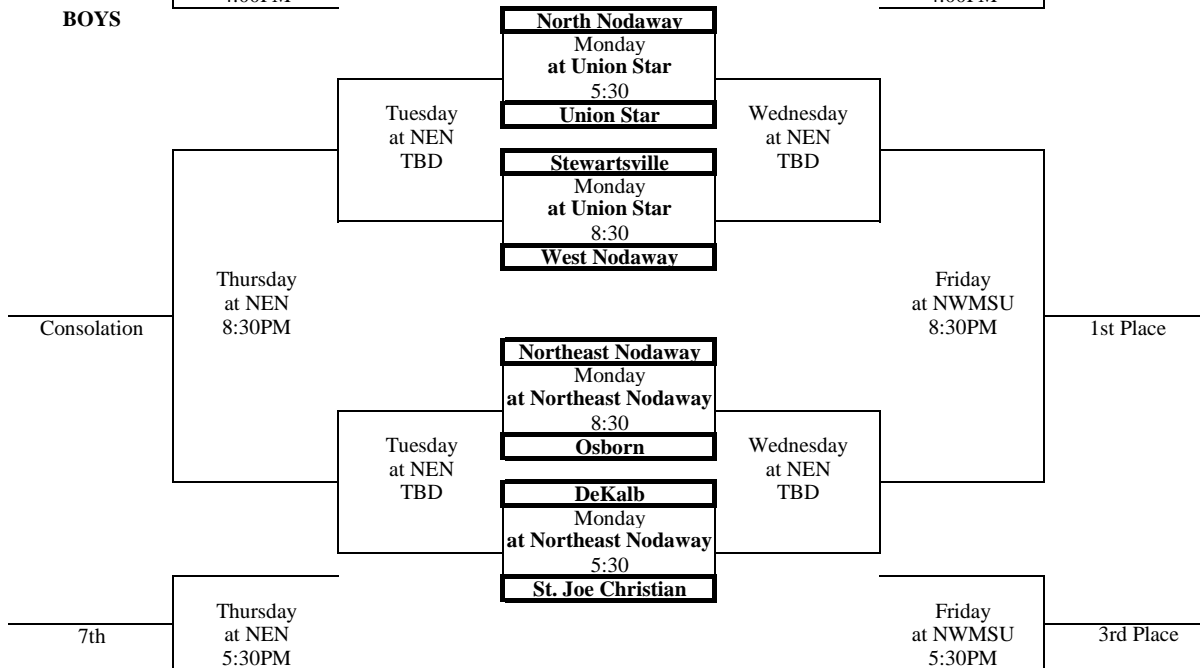 4:00PM
4:00PM
BOYS
North Nodaway
Monday
at Union Star
5:30
Union Star
Tuesday
at NEN
TBD
Wednesday
at NEN
TBD
Stewartsville
Monday
at Union Star
8:30
West Nodaway
Thursday
at NEN
8:30PM
Consolation
Friday
at NWMSU
8:30PM
1st Place
Northeast Nodaway
Monday
at Northeast Nodaway
8:30
Osborn
Tuesday
at NEN
TBD
Wednesday
at NEN
TBD
DeKalb
Monday
at Northeast Nodaway
5:30
St. Joe Christian
Thursday
at NEN
5:30PM
7th
Friday
at NWMSU
5:30PM
3rd Place